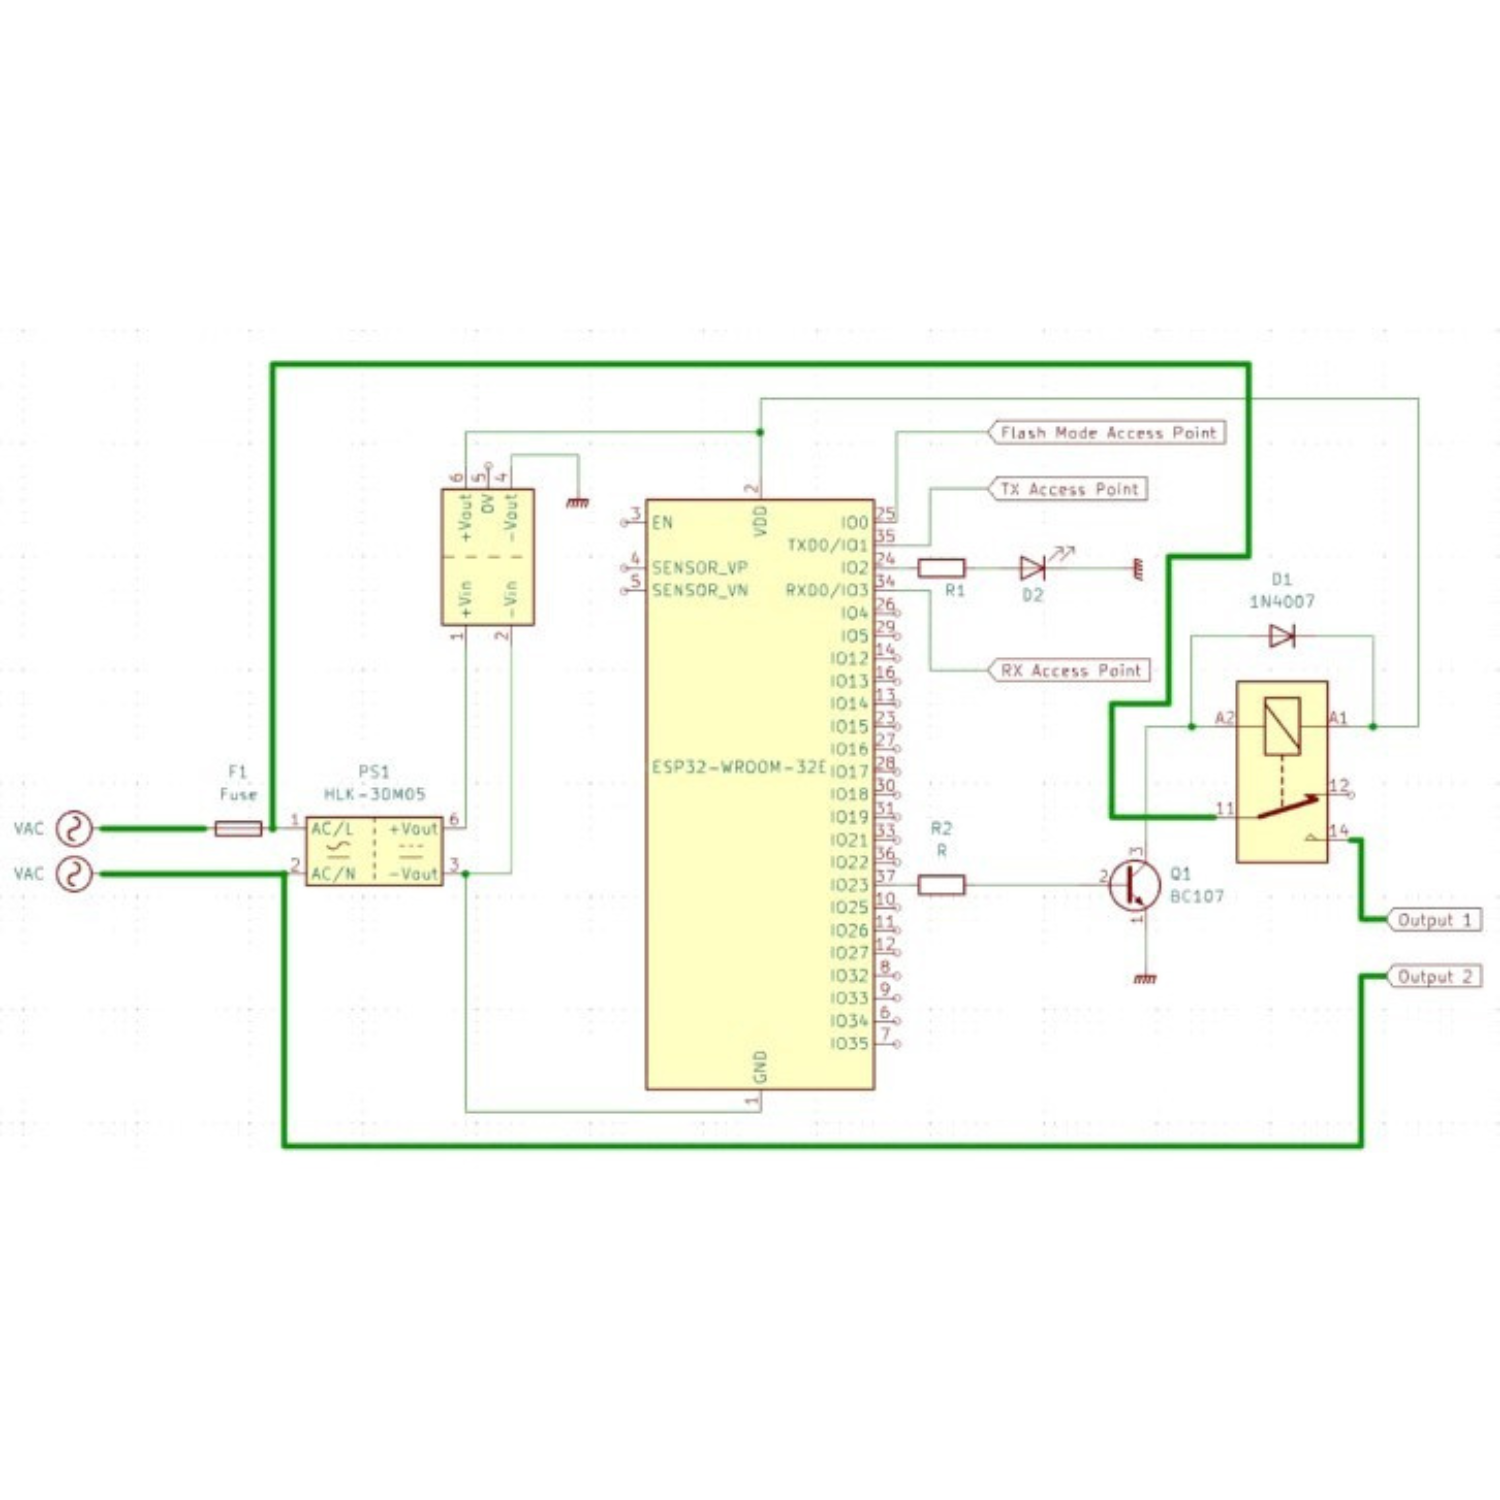 Flash Mode Access Point
TX Access Point
6
5
4
+Vout
0V
-Vout
+Vin
-Vin
1
2
2
VDD
3
EN
4
SENSOR_VP
5
SENSOR_VN
ESP32-WROOM-32E
GND
1
IO0
25
TXD0/IO1
35
IO2
24
RXD0/IO3
34
IO4
26
IO5
29
IO12
14
IO13
16
IO14
13
IO15
23
IO16
27
IO17
28
IO18
30
IO19
31
IO21
33
IO22
36
IO23
37
IO25
10
IO26
11
IO27
12
IO32
8
IO33
9
IO34
6
IO35
7
R1
D2
RX Access Point
D1
1N4007
A2
A1
12
11
14
F1
Fuse
PS1
HLK-30M05
VAC
1
AC/L
+Vout
6
VAC
2
AC/N
-Vout
3
R2
R
2
3
1
Q1
BC107
Output 1
Output 2